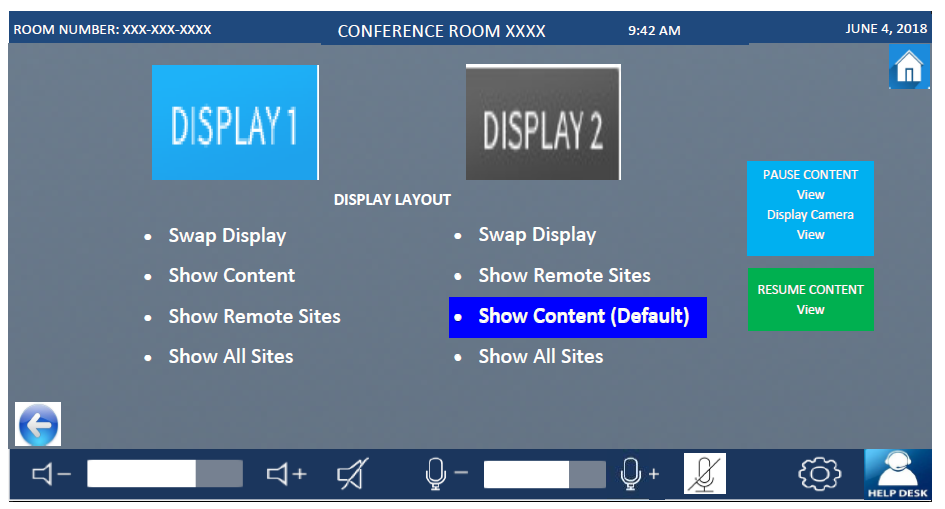 ROOM NUMBER: XXX-XXX-XXXX
CONFERENCE ROOM XXXX
9:42 AM
JUNE 4, 2018
DISPLAY 1
DISPLAY 2
DISPLAY LAYOUT
• Swap Display
• Show Content
• Show Remote Sites
• Show All Sites
• Swap Display
• Show Remote Sites
• Show Content (Default)
• Show All Sites
PAUSE CONTENT
View
Display Camera
View
RESUME CONTENT
View
HELP DESK